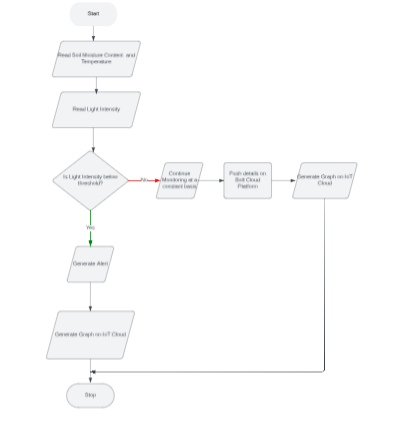 Start
Read Soil Moisture Content and
Temperature
Read Light Intensity
Is Light Intensity below
threshold?
No
Continue
Monitoring at a
constant basis
Push details on
Cloud
Platform
Generate Graph on IoT
Cloud
Yes
Generate Alert
Generate Graph on IoT Cloud
Stop